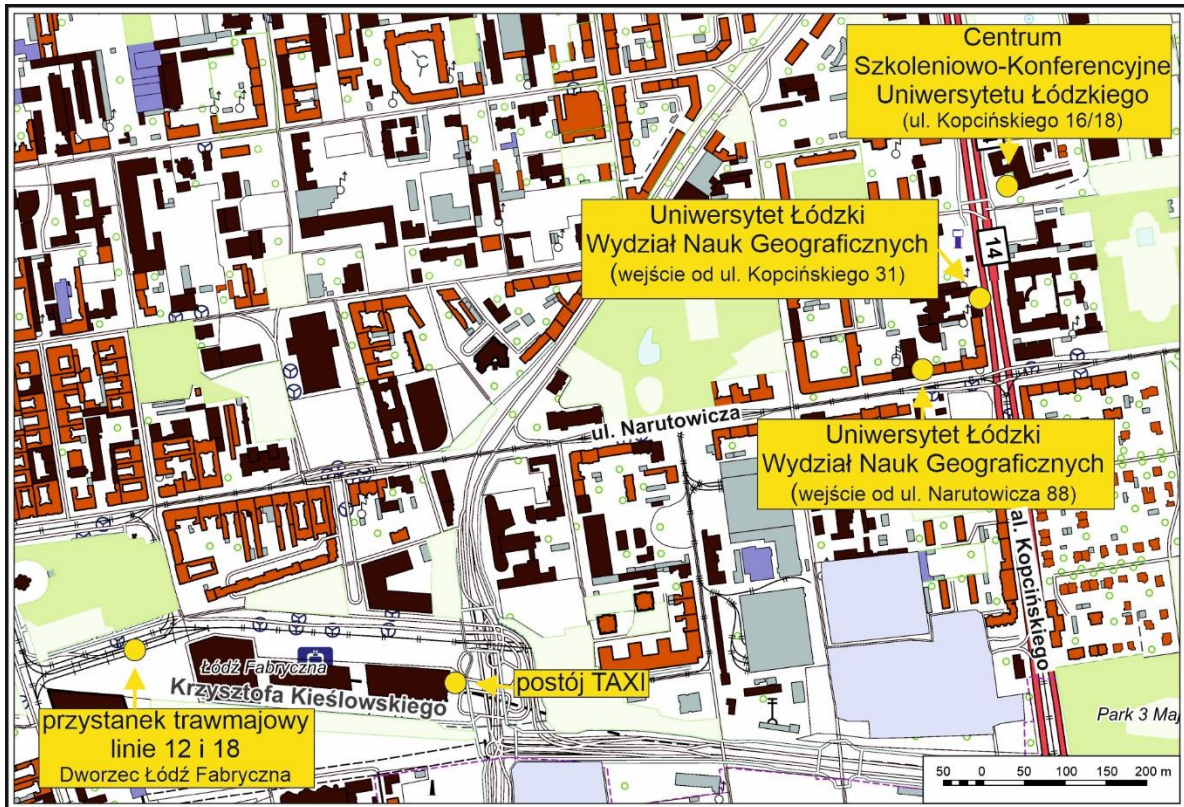 Centrum
Szkoleniowo-Konferencyjne
Uniwersytetu Łódzkiego
(ul. Kopcińskiego 16/18)
Uniwersytet Łódzki
Wydział Nauk Geograficznych
(wejście od ul. Kopcińskiego 31)
14
ul. Narutowicza
Uniwersytet Łódzki
Wydział Nauk Geograficznych
(wejście od ul. Narutowicza 88)
al. Kopcińskiego
Łódź Fabryczna
Krzysztofa Kieślowskiego
postój TAXI
przystanek trawmajowy
linie 12 i 18
Dworzec Łódź Fabryczna
Park 3 Maj
50 0 50 100 150 200 m